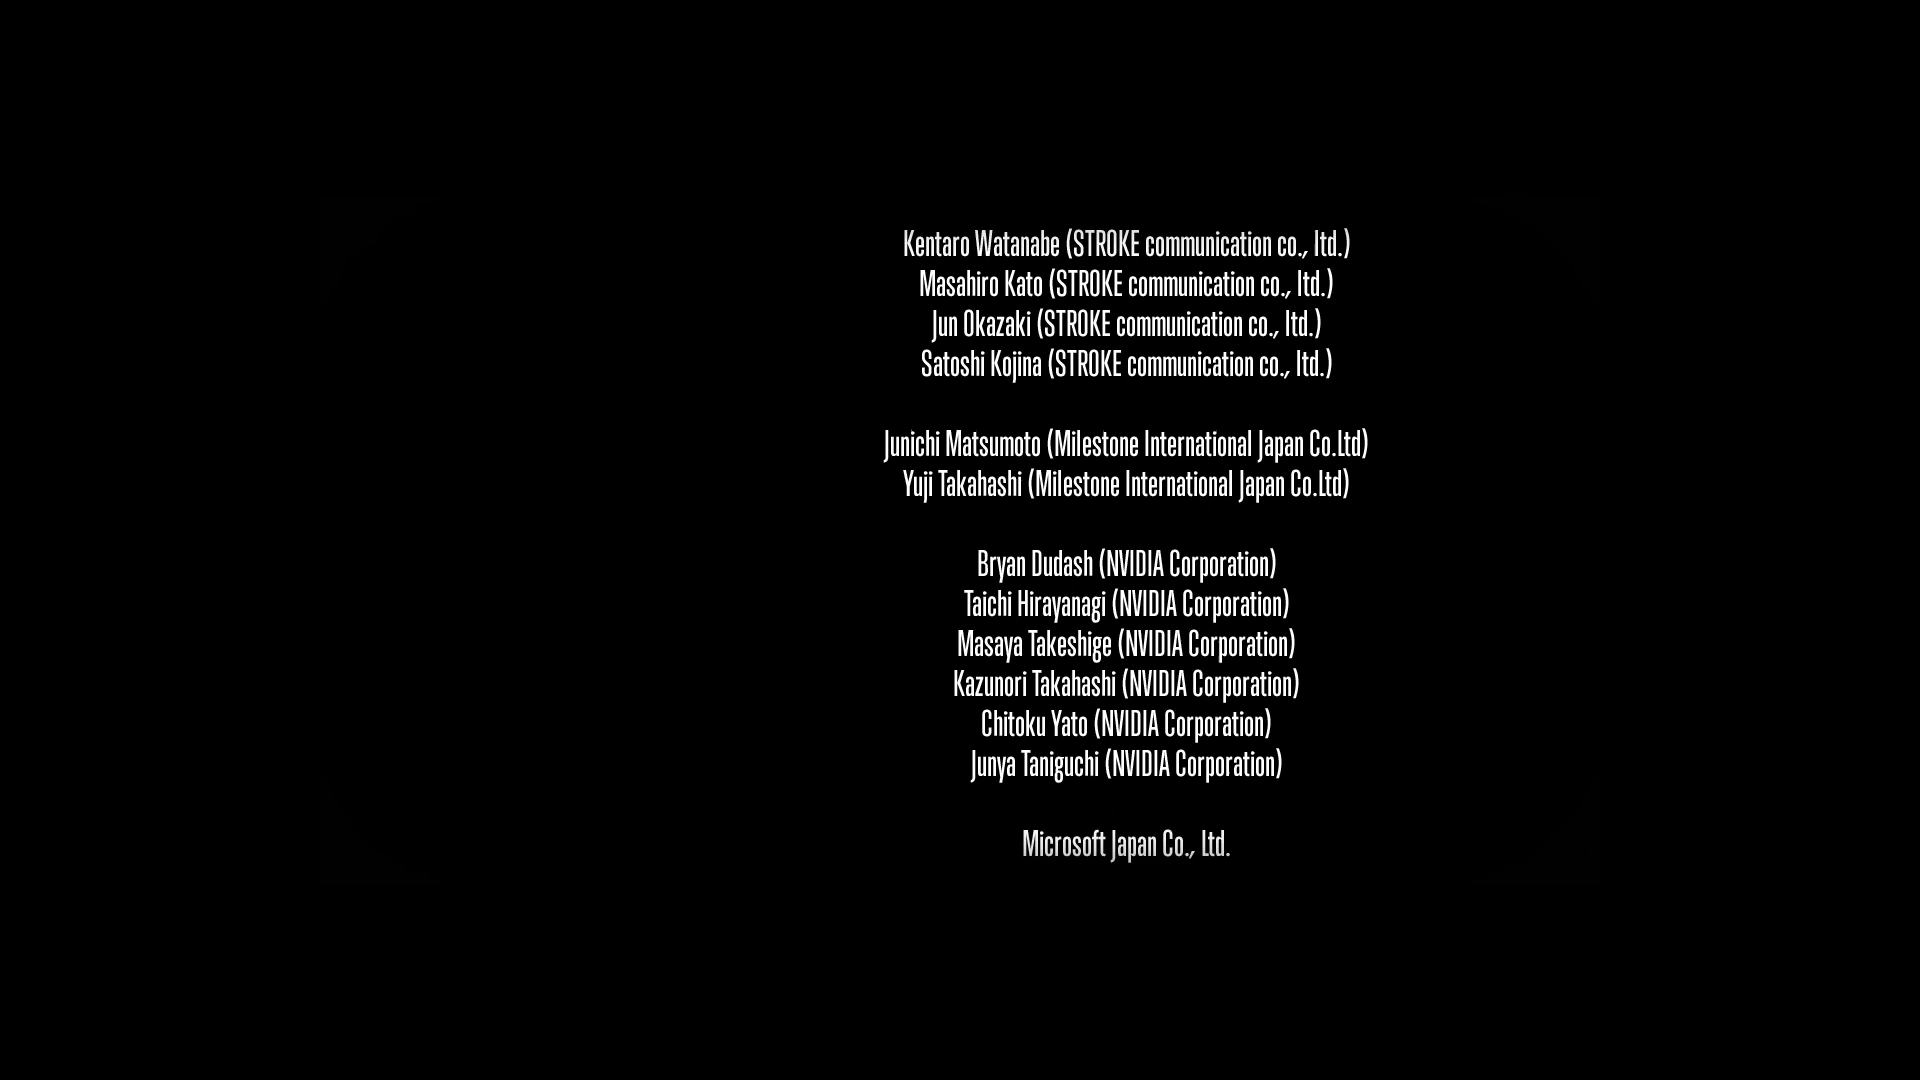 Kentaro Watanabe (STROKE communication co., ltd.)
Masahiro Kato (STROKE communication co., ltd.)
Jun Okazaki (STROKE communication co., ltd.)
Satoshi Kojina (STROKE communication co., ltd.)
Junichi Matsumoto (Milestone International Japan Co.Ltd)
Yuji Takahashi (Milestone International Japan Co.Ltd)
Bryan Dudash (NVIDIA Corporation)
Taichi Hirayanagi (NVIDIA Corporation)
Masaya Takeshige (NVIDIA Corporation)
Kazunori Takahashi (NVIDIA Corporation)
Chitoku Yato (NVIDIA Corporation)
Junya Taniguchi (NVIDIA Corporation)
Microsoft Japan Co., Ltd.